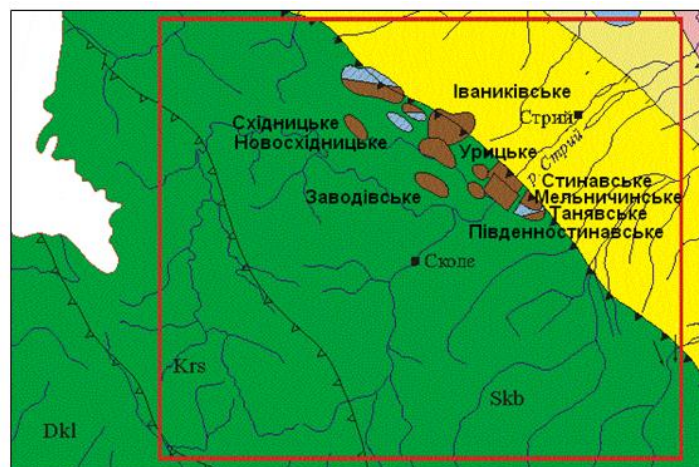 Іваниківське
Стрий
Східницьке
Новосхідницьке
Урицьке
р. Стрий
Стинавське
Заводівське
Мельничинське
Танявське
Південностинавське
Сколе
Krs
Skb
Dkl